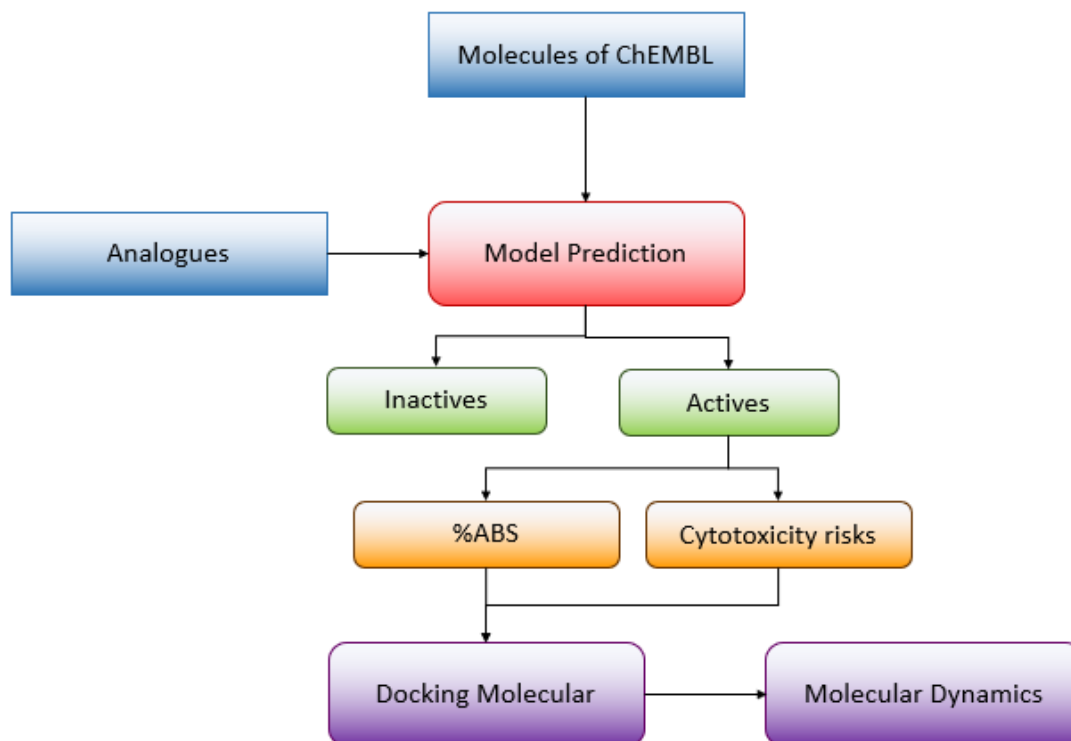 Molecules of ChEMBL
Analogues
Model Prediction
Inactives
Actives
%ABS
Cytotoxicity risks
Docking Molecular
Molecular Dynamics